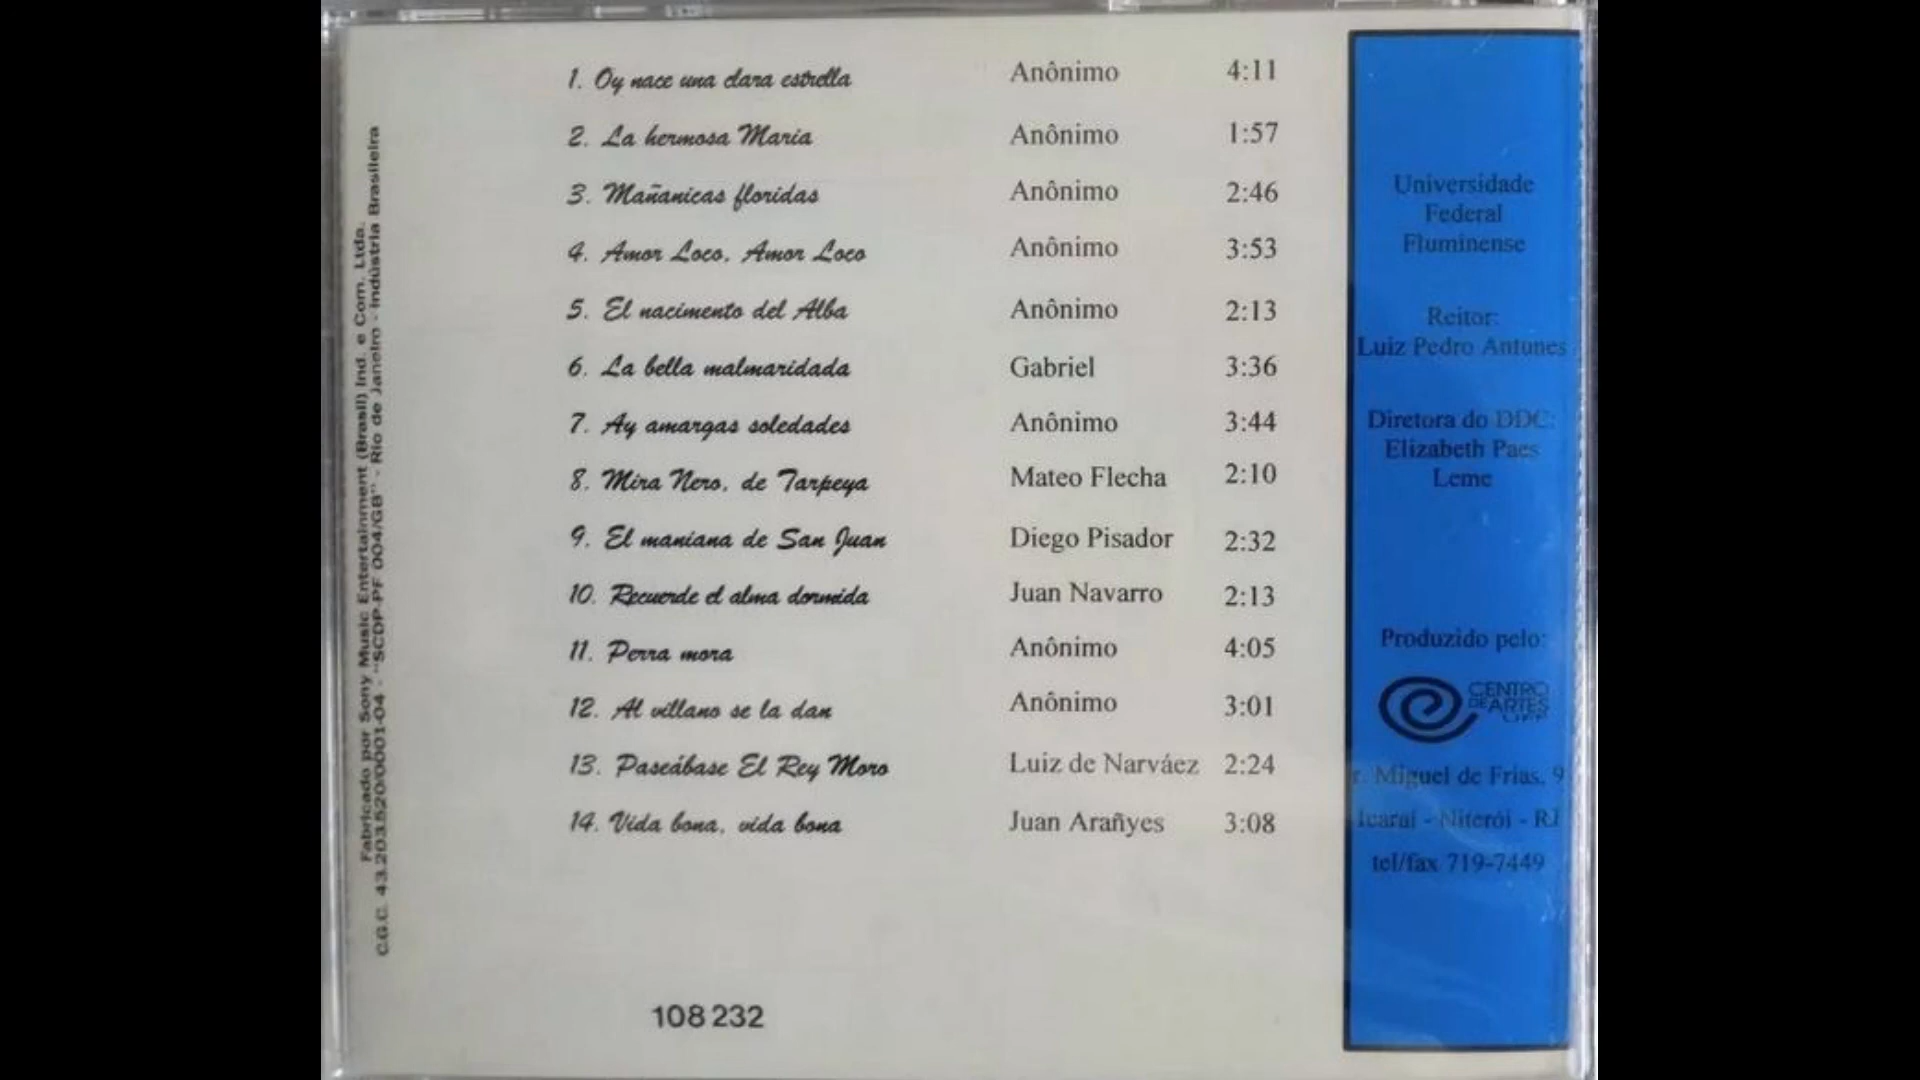 1. Oy nace una clara estrella Anônimo 4:11
2. La hermosa Maria Anônimo 1:57
3. Mañanicas floridas Anônimo 2:46
4. Amor Loco, Amor Loco Anônimo 3:53
5. El nacimento del Alba Anônimo 2:13
6. La bella malmaridada Gabriel 3:36
7. Ay amargas soledades Anônimo 3:44
8. Mira Nero, de Tarpeya Mateo Flecha 2:10
9. El maniana de San Juan Diego Pisador 2:32
10. Recuerde el alma dormida Juan Navarro 2:13
11. Perra mora Anônimo 4:05
12. Al villano se la dan Anônimo 3:01
13. Paseábase El Rey Moro Luiz de Narváez 2:24
14. Vida bona, vida bona Juan Arañyes 3:08
108 232
Fabricado por Sony Music Entertainment (Brasil) Ind. e Com. Ltda.
C.G.C. 43.203.520/0001-04 - "SCDP-PF 004/GB" - Rio de Janeiro - Indústria Brasileira
Universidade
Federal
Fluminense
Reitor:
Luiz Pedro Antunes
Diretora do DDC:
Elizabeth Paes
Leme
Produzido pelo:
CENTRO
DE ARTES
UFF
r. Miguel de Frias, 9
Icaraí - Niterói - RJ
tel/fax 719-7449